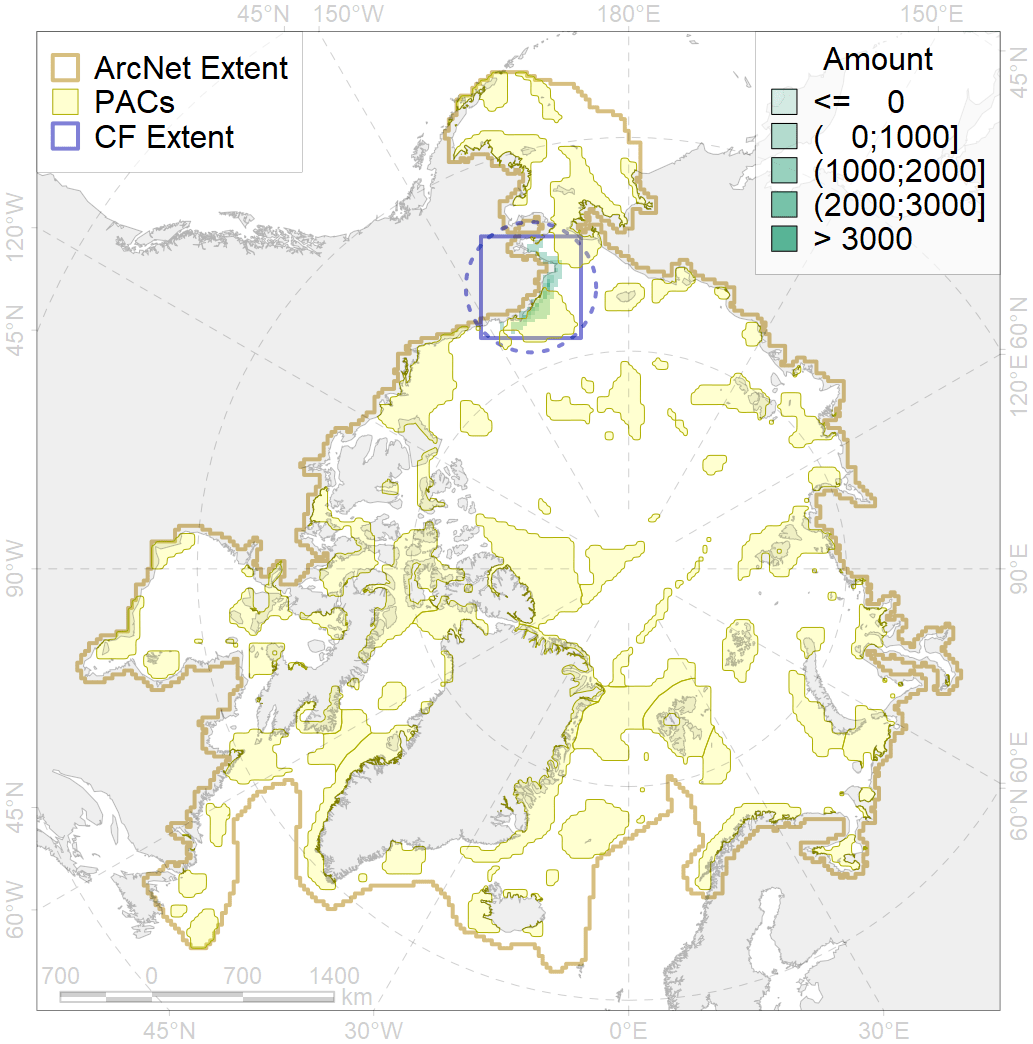 45°N 150°W 180°E 150°E
ArcNet Extent
PACs
CF Extent
Amount
<= 0
( 0;1000]
(1000;2000]
(2000;3000]
> 3000
45°N
120°W
60°E
45°N
120°E
90°W
90°E
60°E
45°N
60°N
60°W
700 0 700 1400
km
45°N 30°W 0°E 30°E